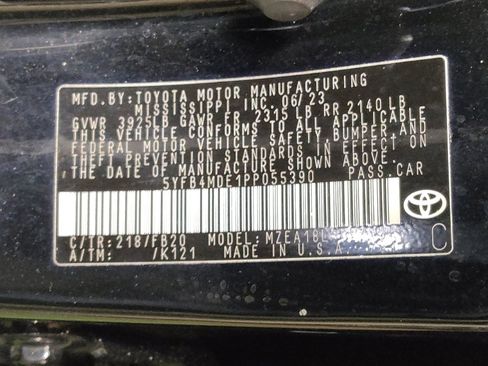 MFD. BY: TOYOTA MOTOR MANUFACTURING
MISSISSIPPI INC. 06/23
GVWR 3925LB GAWR FR 2315 LB RR 2140 LB
THIS VEHICLE CONFORMS TO ALL APPLICABLE
FEDERAL MOTOR VEHICLE SAFETY, BUMPER, AND
THEFT PREVENTION STANDARDS IN EFFECT ON
THE DATE OF MANUFACTURE SHOWN ABOVE.
5YFB4MDE1PP055390 PASS. CAR
C/TR: 2187/FB20 MODEL: MZEA18L
A/TM: /K121 MADE IN U.S.A.
C